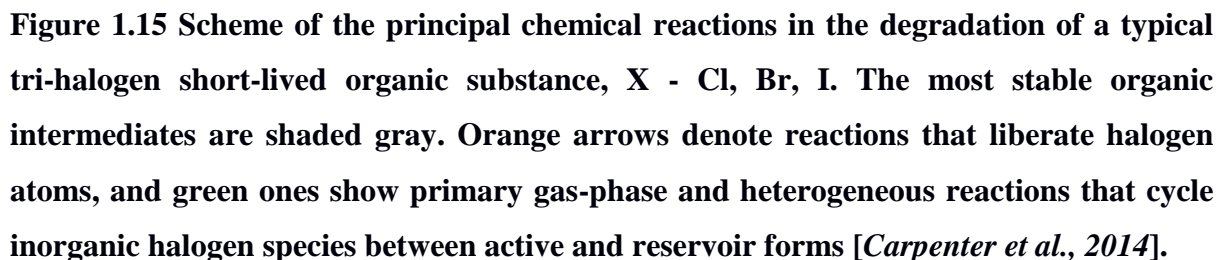 Figure 1.15 Scheme of the principal chemical reactions in the degradation of a typical
tri-halogen short-lived organic substance, X - Cl, Br, I. The most stable organic
intermediates are shaded gray. Orange arrows denote reactions that liberate halogen
atoms, and green ones show primary gas-phase and heterogeneous reactions that cycle
inorganic halogen species between active and reservoir forms [Carpenter et al., 2014].